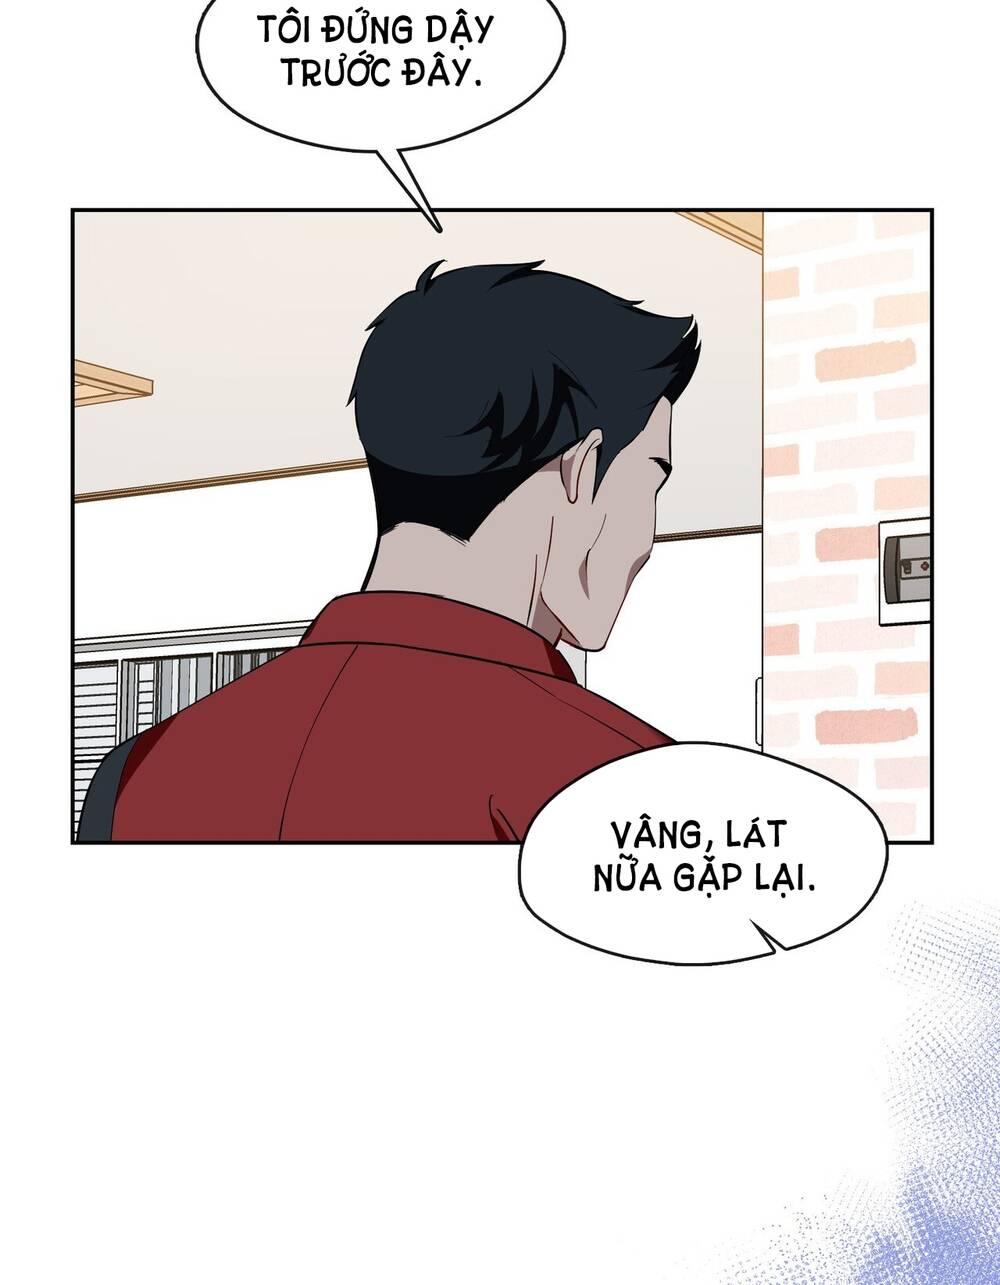 TÔI ĐỨNG DẬY
TRƯỚC ĐÂY.
VÂNG, LÁT
NỮA GẶP LẠI.